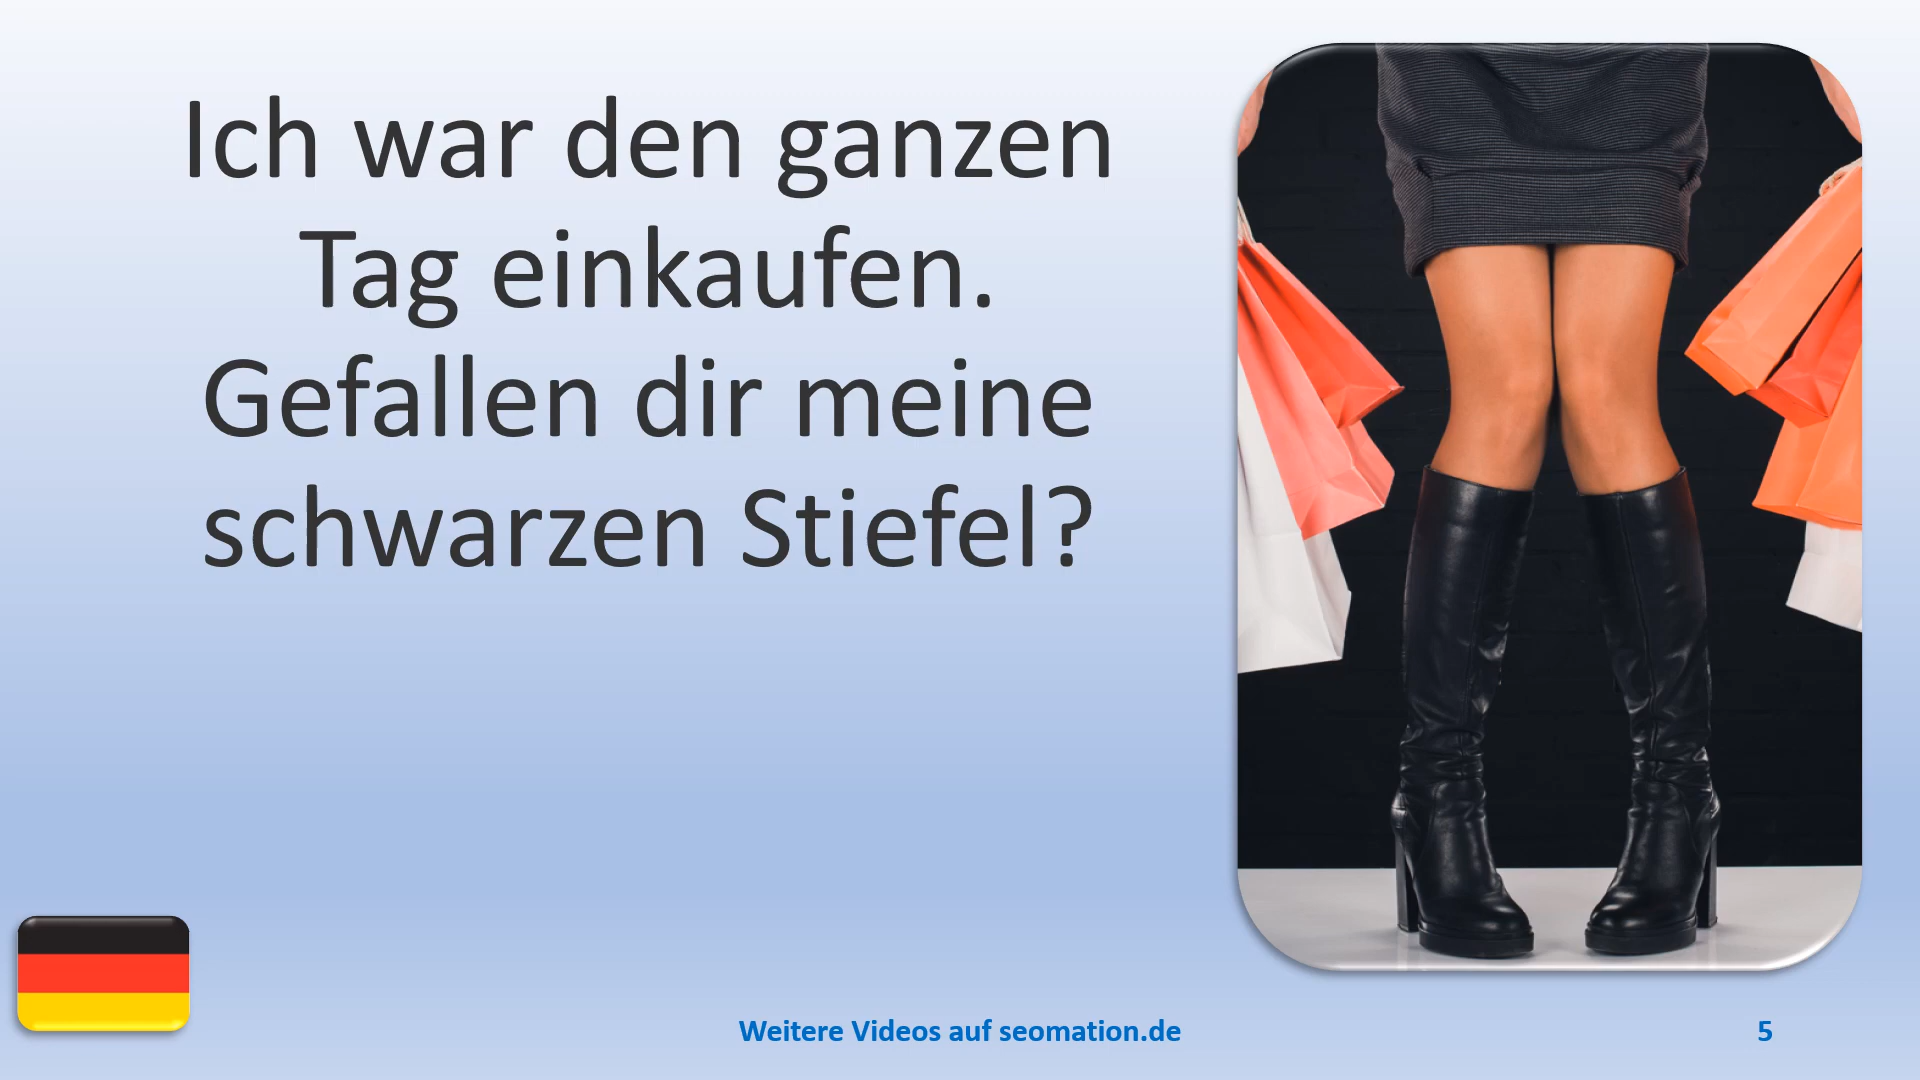 Ich war den ganzen
Tag einkaufen.
Gefallen dir meine
schwarzen Stiefel?
Weitere Videos auf seomation.de
5